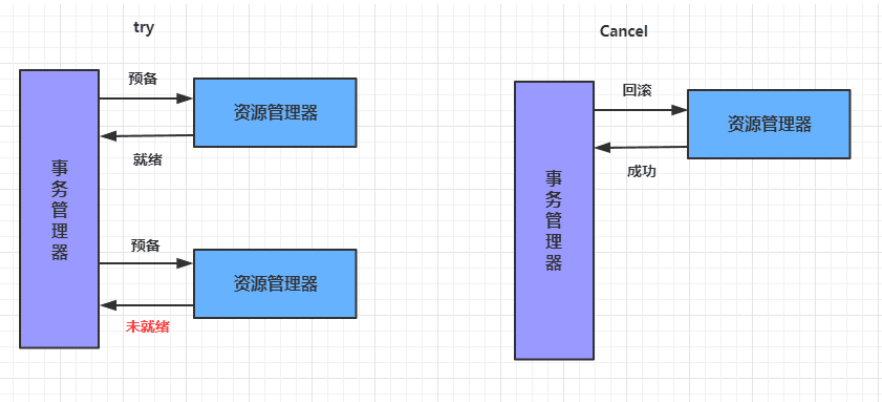 try
预备
资源管理器
就绪
事务管理器
预备
资源管理器
未就绪
Cancel
回滚
资源管理器
成功
事务管理器